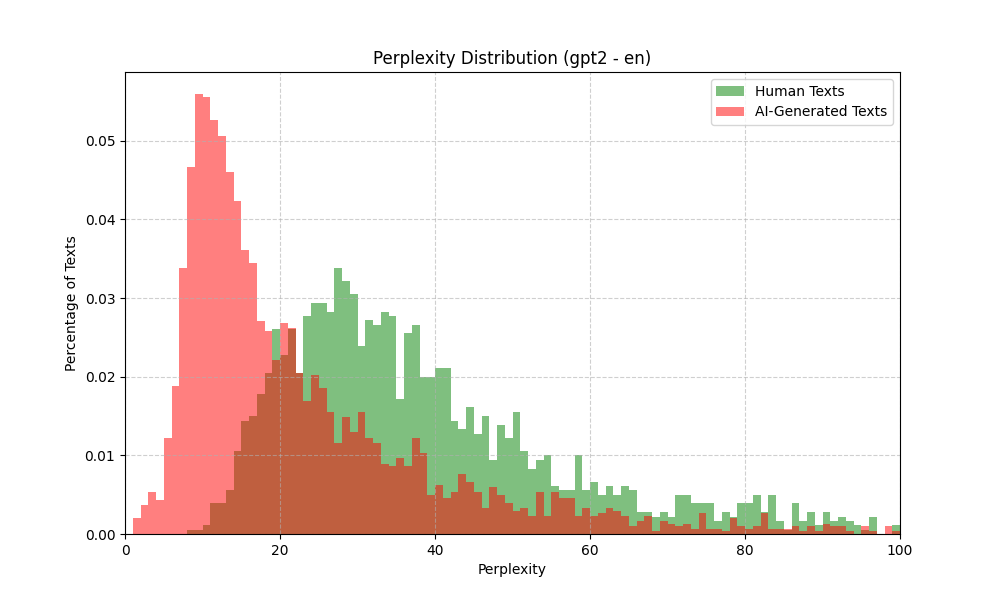 Perplexity Distribution (gpt2 - en)
Human Texts
AI-Generated Texts
Percentage of Texts
0.05
0.04
0.03
0.02
0.01
0.00
0 20 40 60 80 100
Perplexity